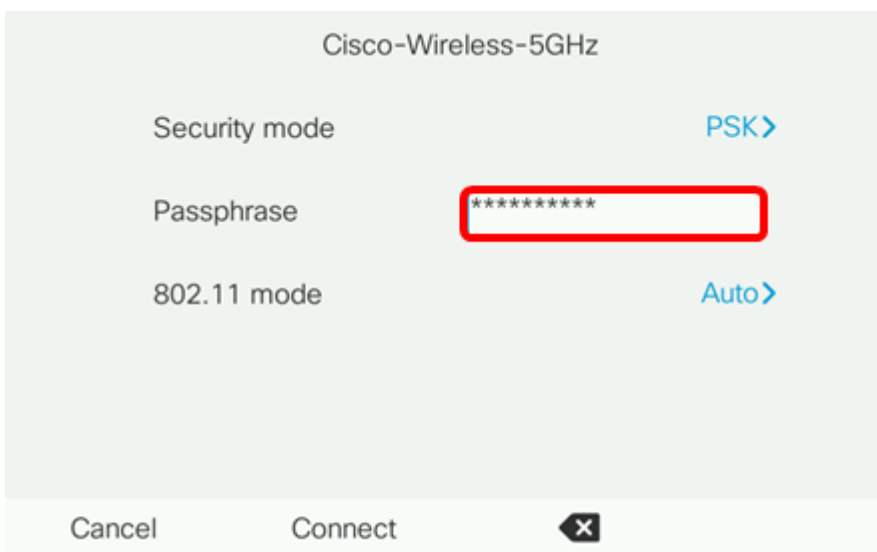 Cisco-Wireless-5GHz
Security mode PSK>
Passphrase **********
802.11 mode Auto>
Cancel Connect